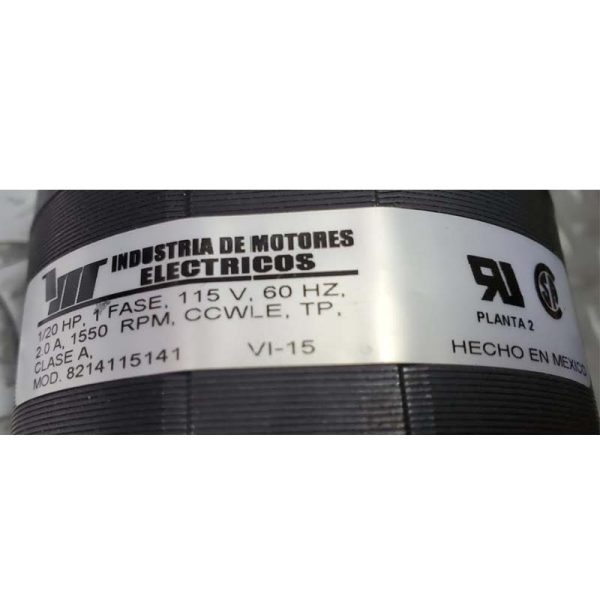 INDUSTRIA DE MOTORES
ELECTRICOS
1/20 HP, 1 FASE, 115 V, 60 HZ,
2.0 A, 1550 RPM, CCWLE, TP,
CLASE A,
MOD. 8214115141 VI-15
PLANTA 2
HECHO EN MEXICO